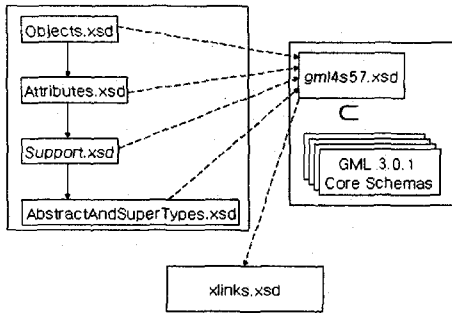 Objects.xsd
Attributes.xsd
Support.xsd
AbstractAndSuperTypes.xsd
gml4s57.xsd
⊂
GML 3.0.1
Core Schemas
xlinks.xsd